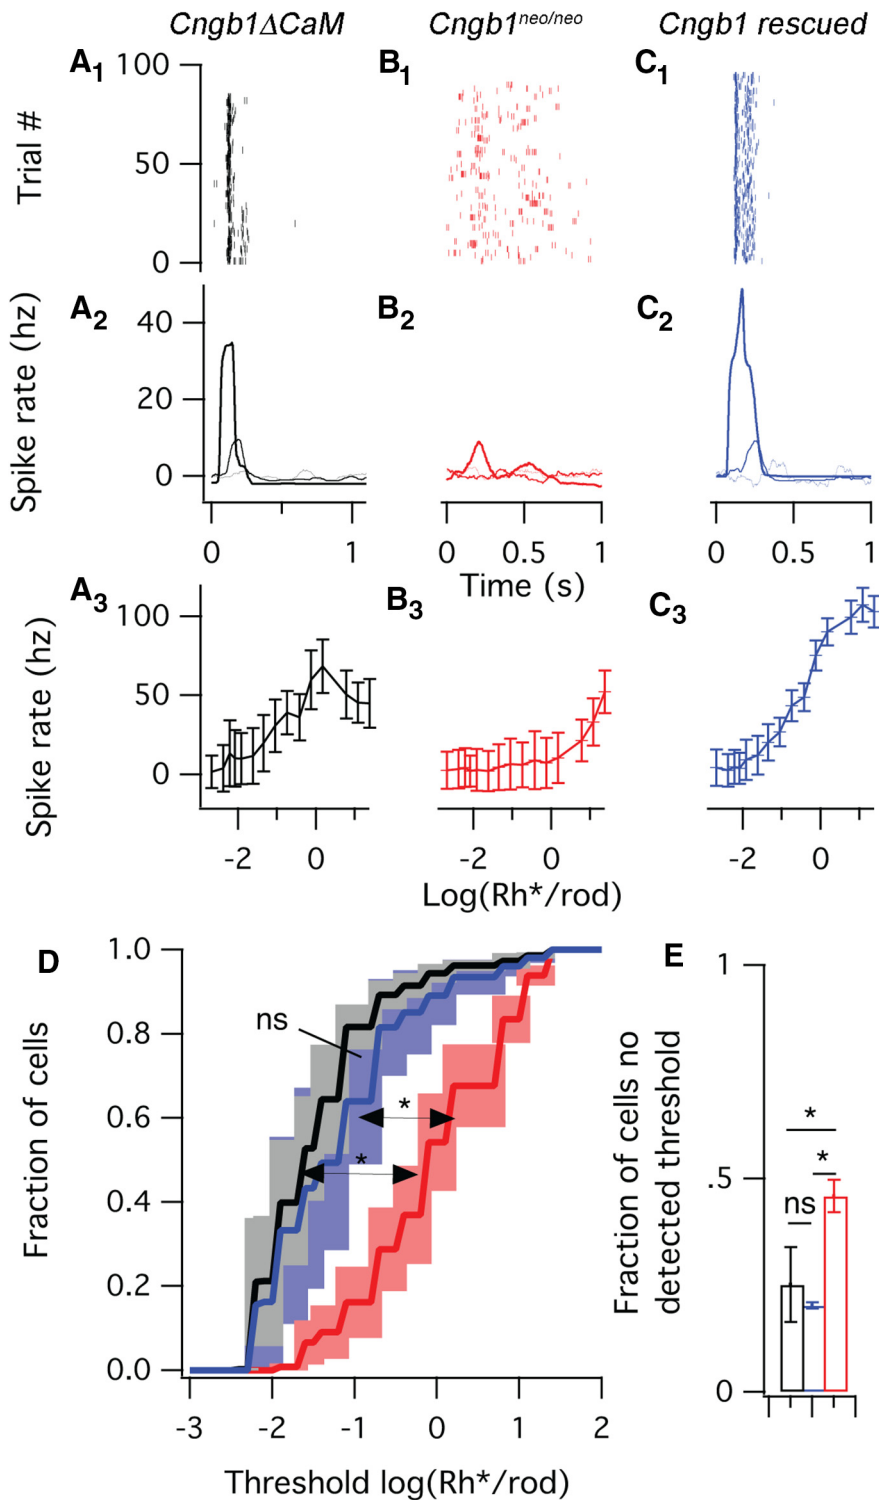 Cngb1ΔCaM Cngb1neo/neo Cngb1 rescued
A1 B1 C1
100
50
0
Trial #
A2 B2 C2
40
20
0
Spike rate (hz)
0 1 0 0.5 1 0 0.5 1
Time (s)
A3 B3 C3
100
50
0
Spike rate (hz)
-2 0 -2 0 -2 0
Log(Rh*/rod)
D
1.0
0.8
0.6
0.4
0.2
0.0
Fraction of cells
ns
*
*
-3 -2 -1 0 1 2
Threshold log(Rh*/rod)
E
1
.5
0
Fraction of cells no
detected threshold
*
*
ns